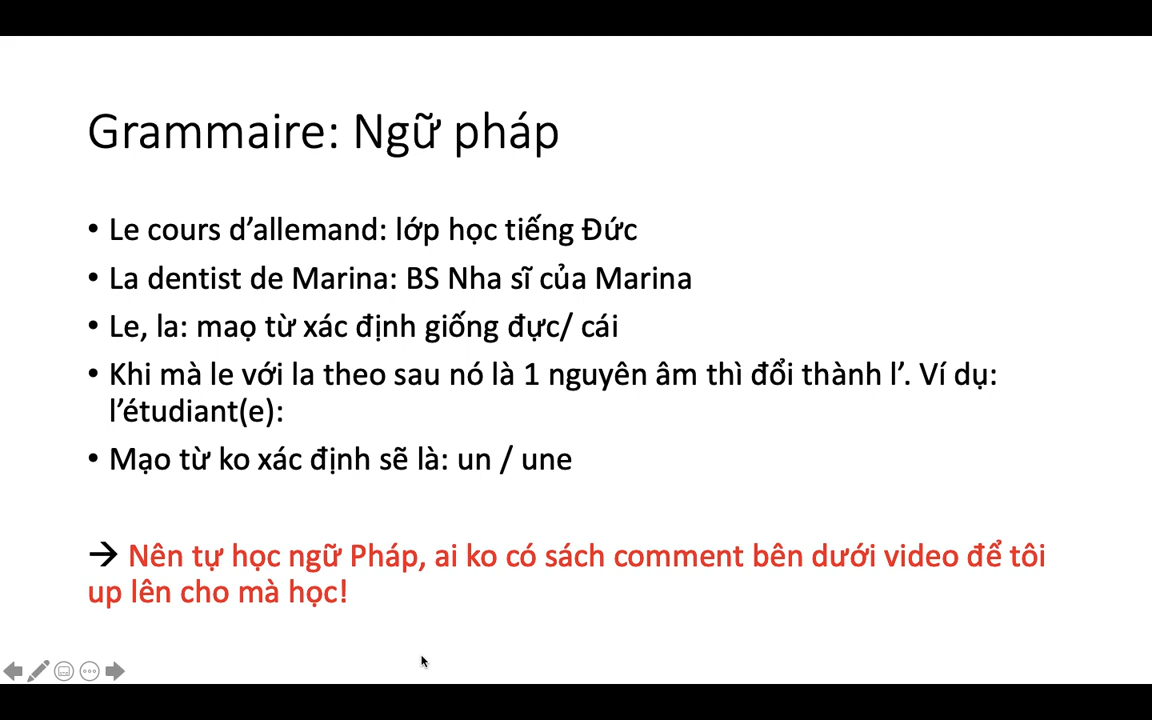 Grammaire: Ngữ pháp
• Le cours d’allemand: lớp học tiếng Đức
• La dentist de Marina: BS Nha sĩ của Marina
• Le, la: maọ từ xác định giống đực/ cái
• Khi mà le với la theo sau nó là 1 nguyên âm thì đổi thành l’. Ví dụ:
l’étudiant(e):
• Mạo từ ko xác định sẽ là: un / une
→ Nên tự học ngữ Pháp, ai ko có sách comment bên dưới video để tôi
up lên cho mà học!